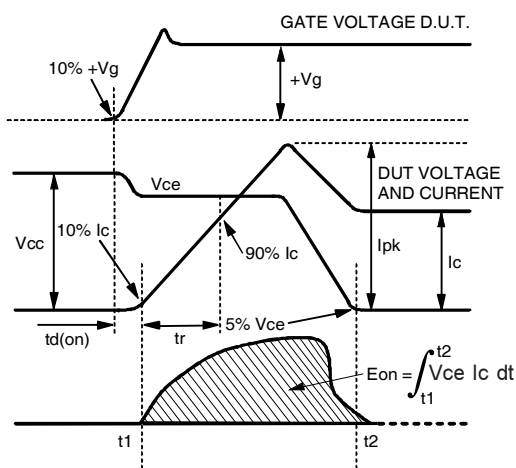 GATE VOLTAGE D.U.T.
10% +Vg
+Vg
Vce
DUT VOLTAGE
AND CURRENT
Vcc
10% Ic
90% Ic
Ipk
Ic
td(on)
tr
5% Vce
Eon = ∫ Vce Ic dt
t2
t1
t1
t2